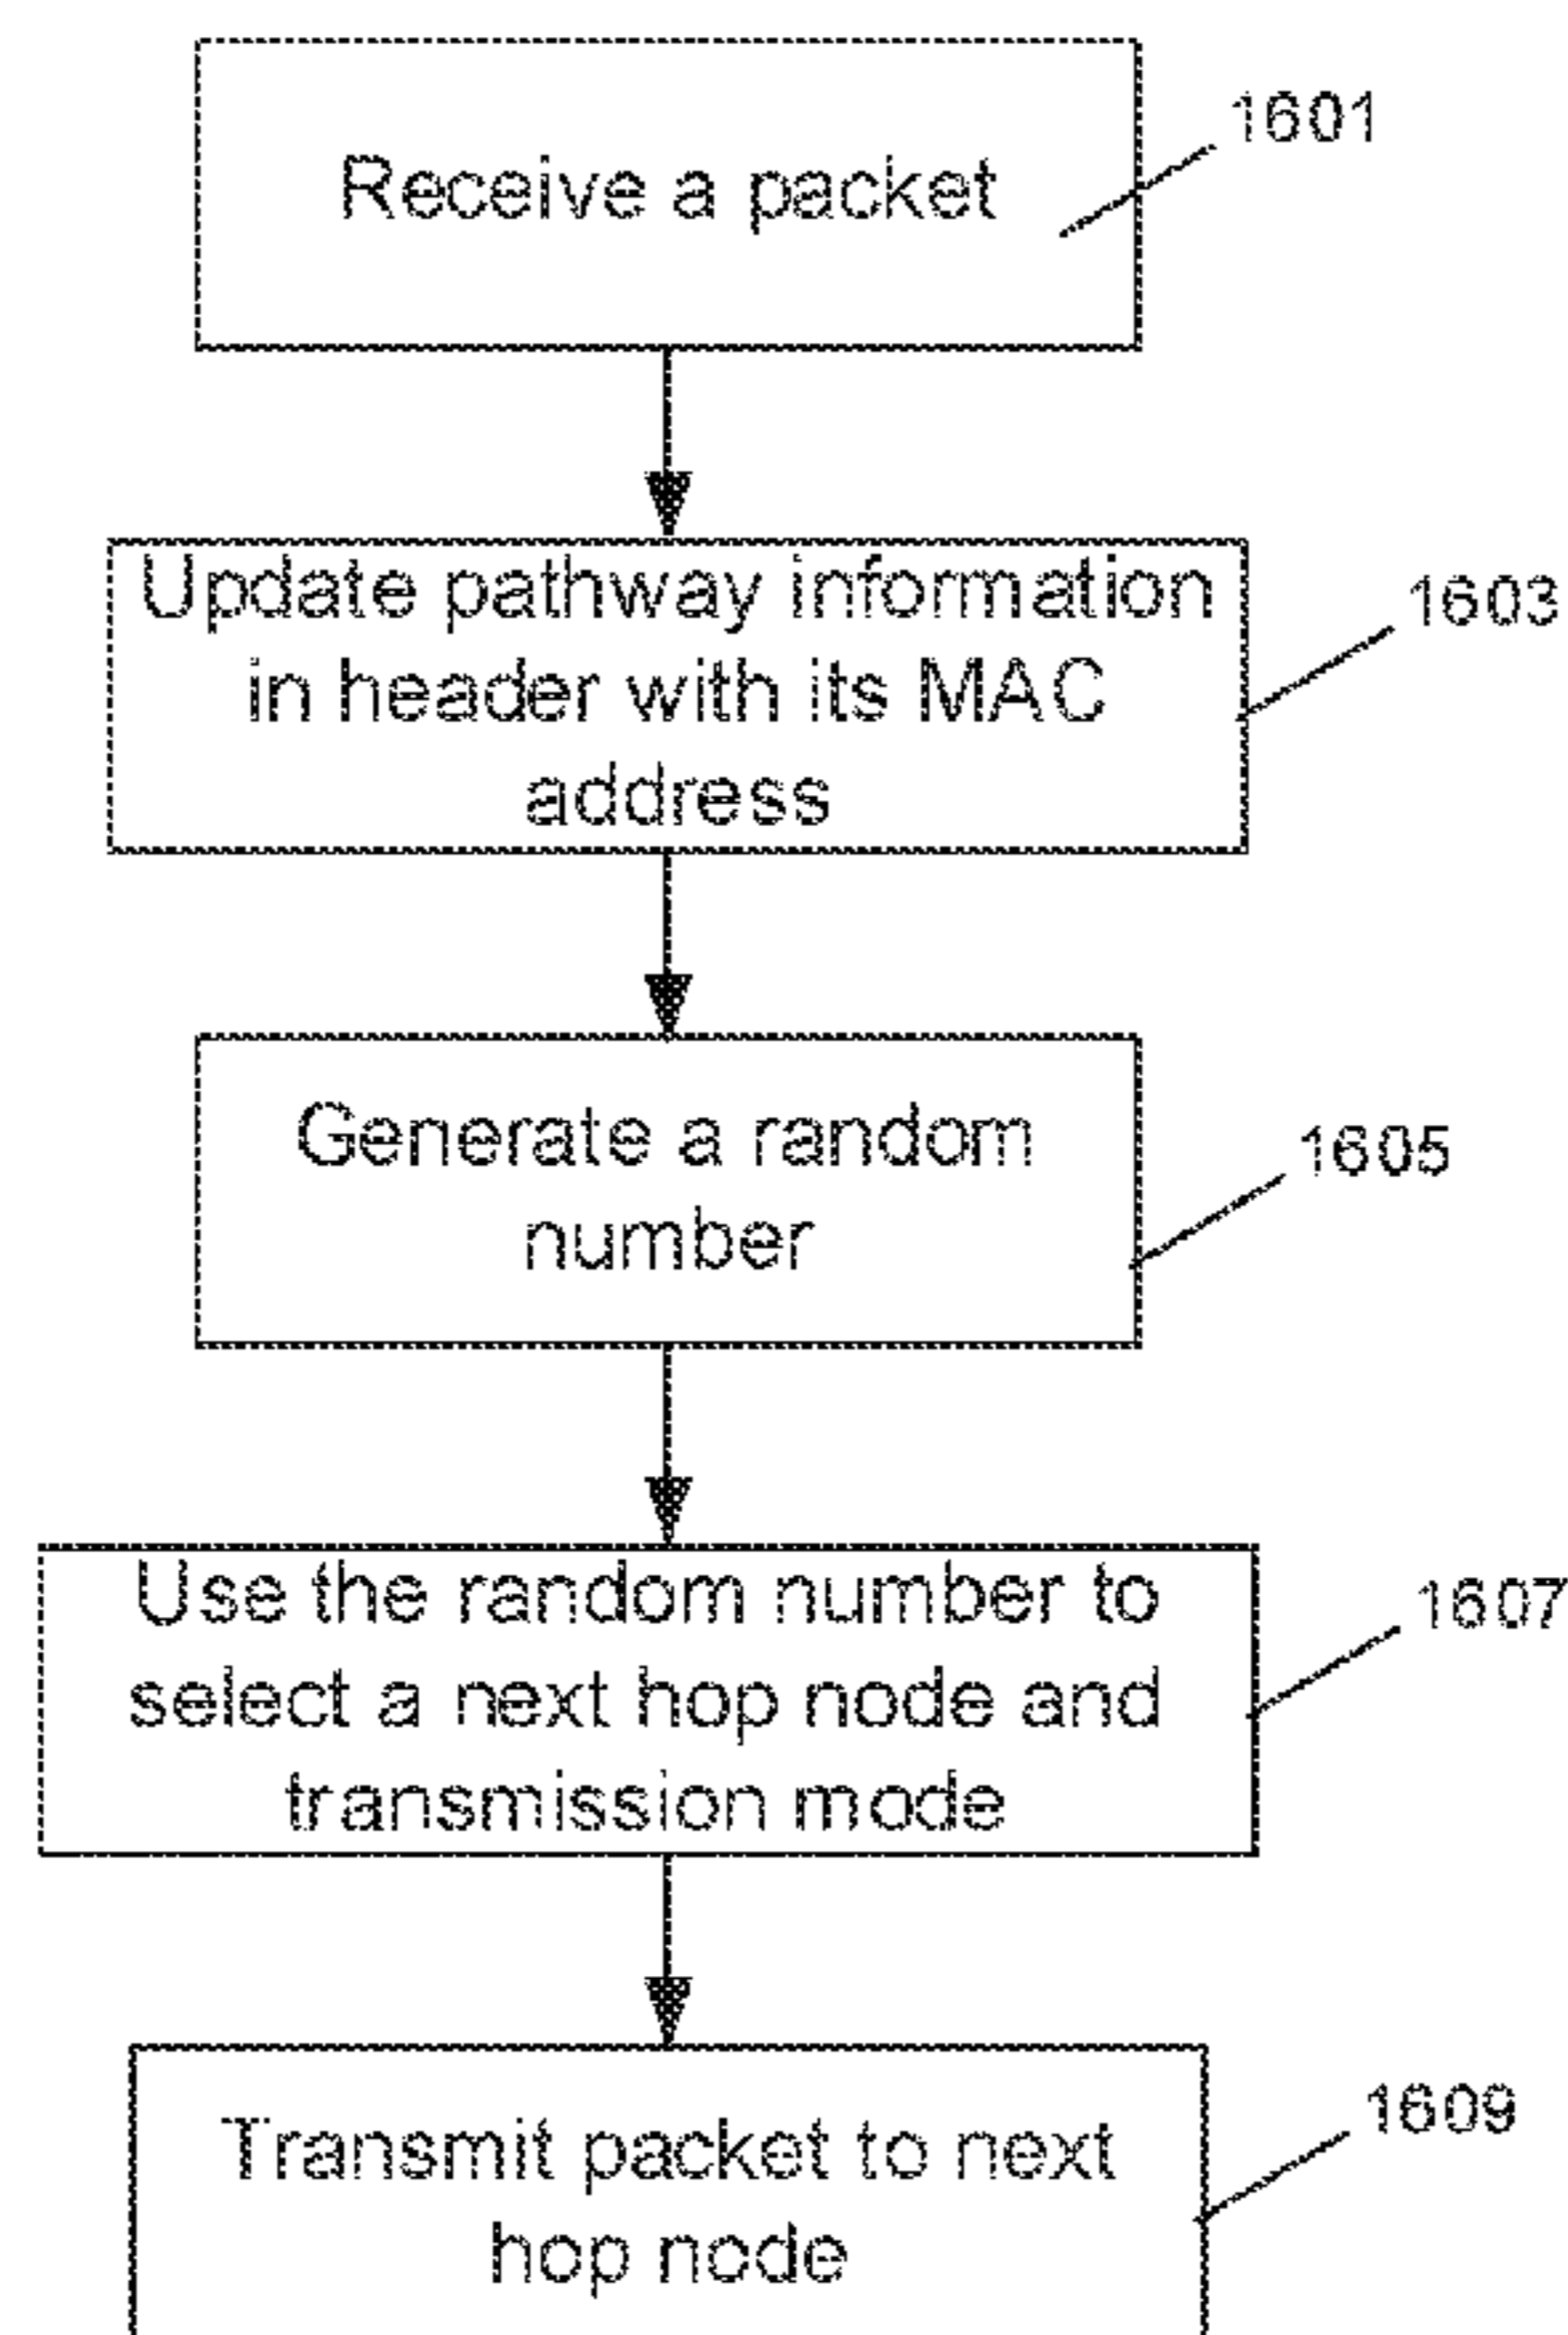 Receive a packet
1601
Update pathway information
in header with its MAC
address
1603
Generate a random
number
1605
Use the random number to
select a next hop node and
transmission mode
1607
Transmit packet to next
hop node
1609